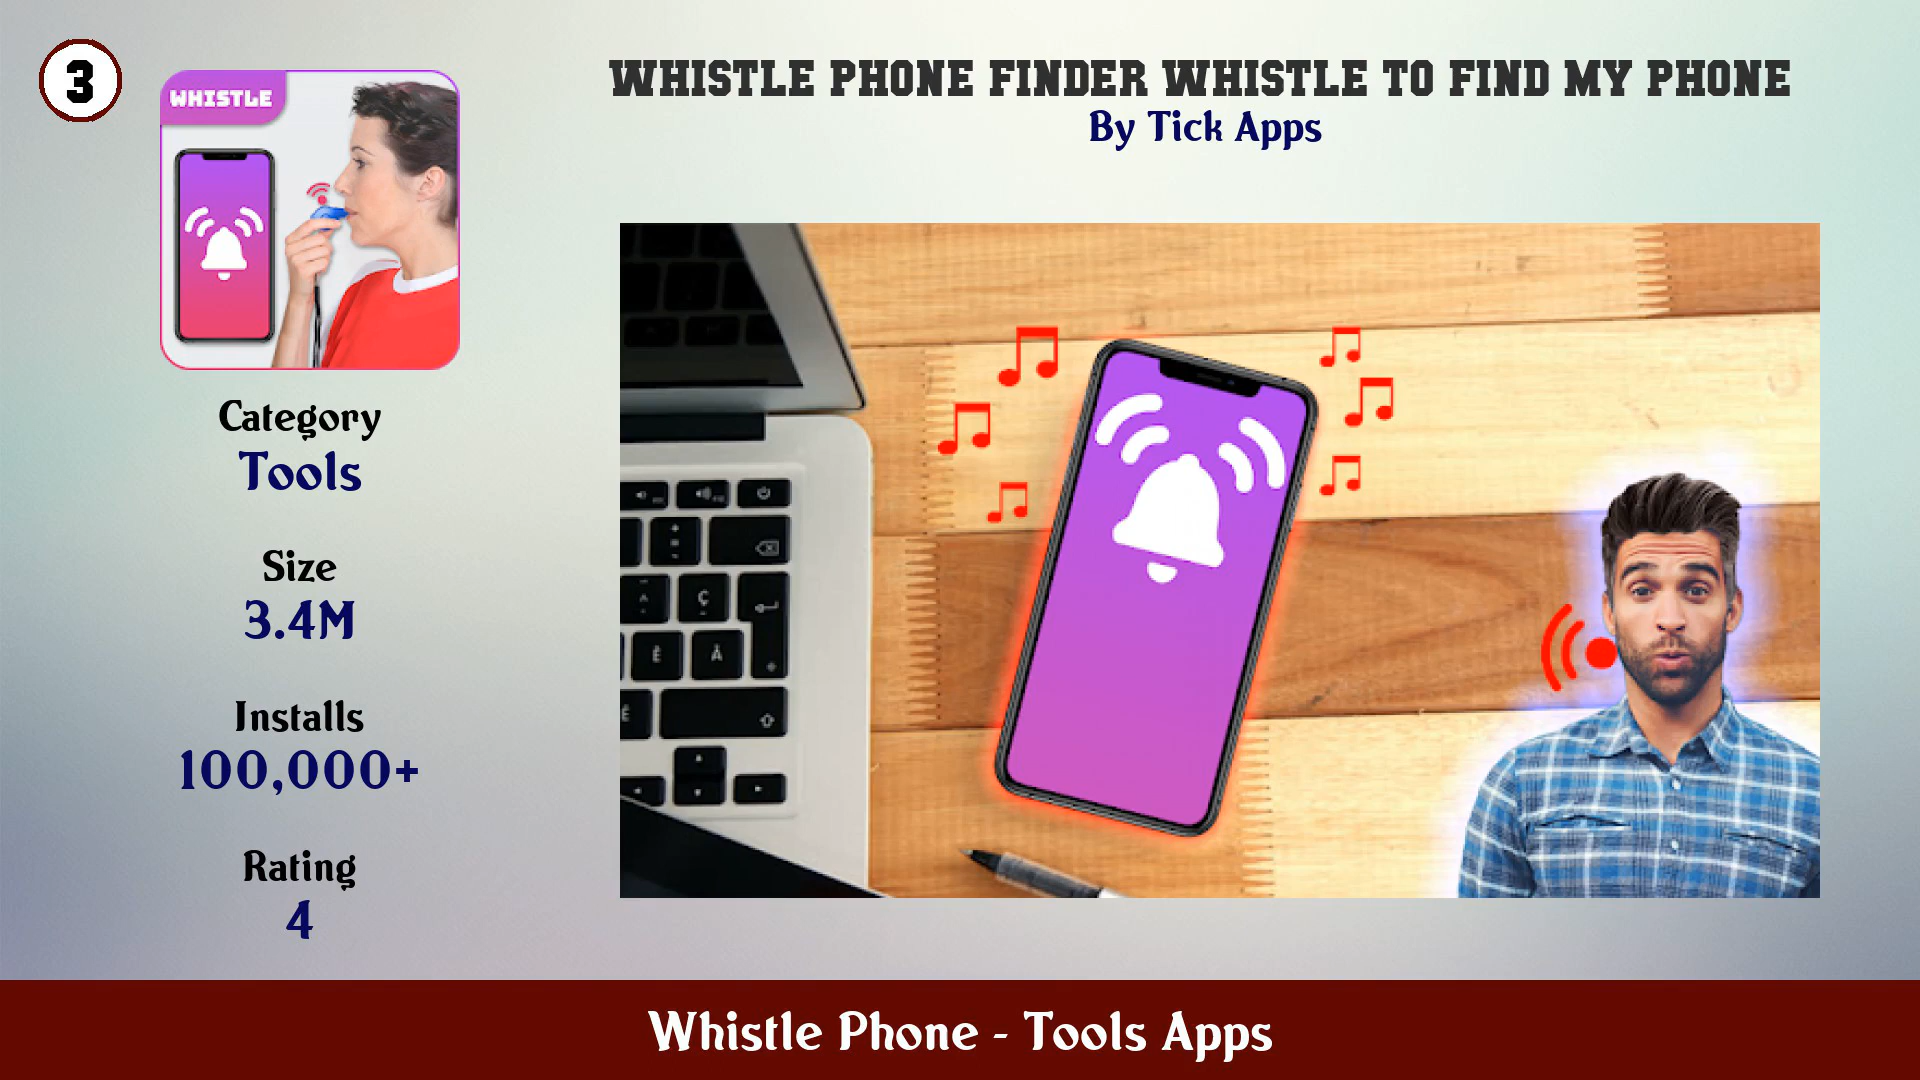 3
WHISTLE
WHISTLE PHONE FINDER WHISTLE TO FIND MY PHONE
By Tick Apps
Category
Tools
Size
3.4M
Installs
100,000+
Rating
4
Ç
È
À
É
Whistle Phone - Tools Apps